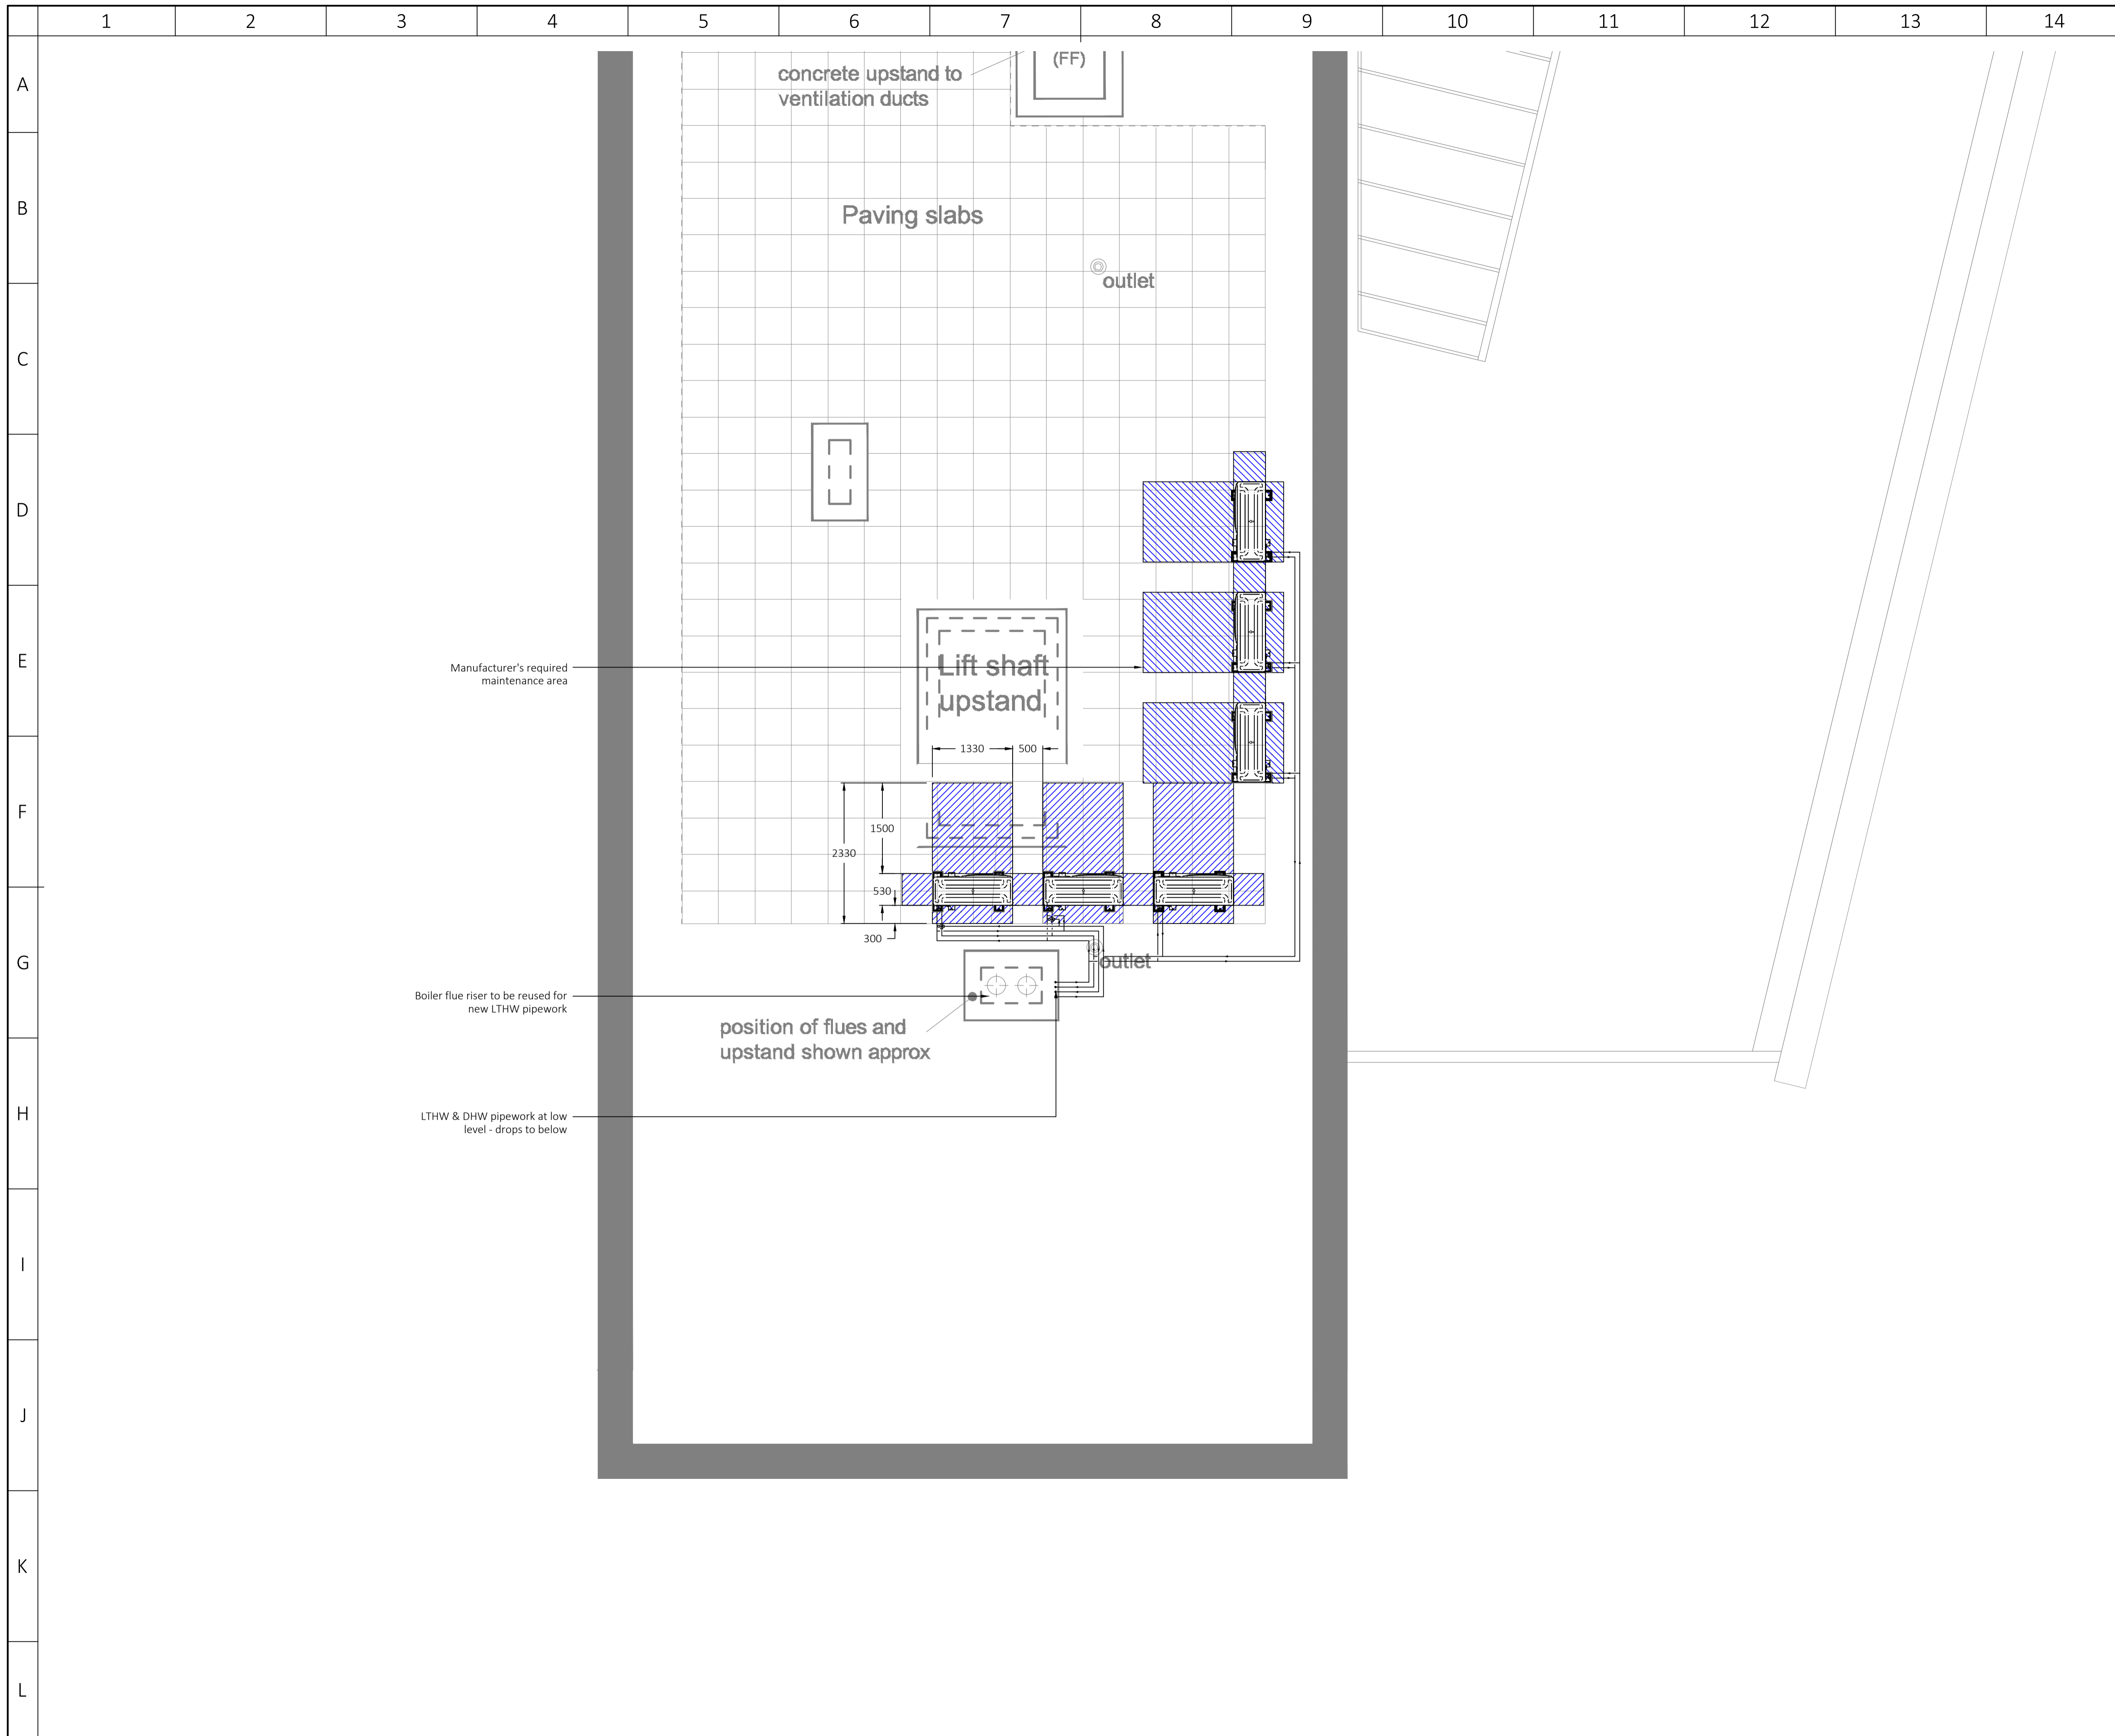 1 2 3 4 5 6 7 8 9 10 11 12 13 14
A
B
C
D
E
F
G
H
I
J
K
L
concrete upstand to
ventilation ducts
(FF)
Paving slabs
outlet
Manufacturer's required
maintenance area
Lift shaft
upstand
1330
500
1500
2330
530
300
outlet
Boiler flue riser to be reused for
new LTHW pipework
position of flues and
upstand shown approx
LTHW & DHW pipework at low
level - drops to below